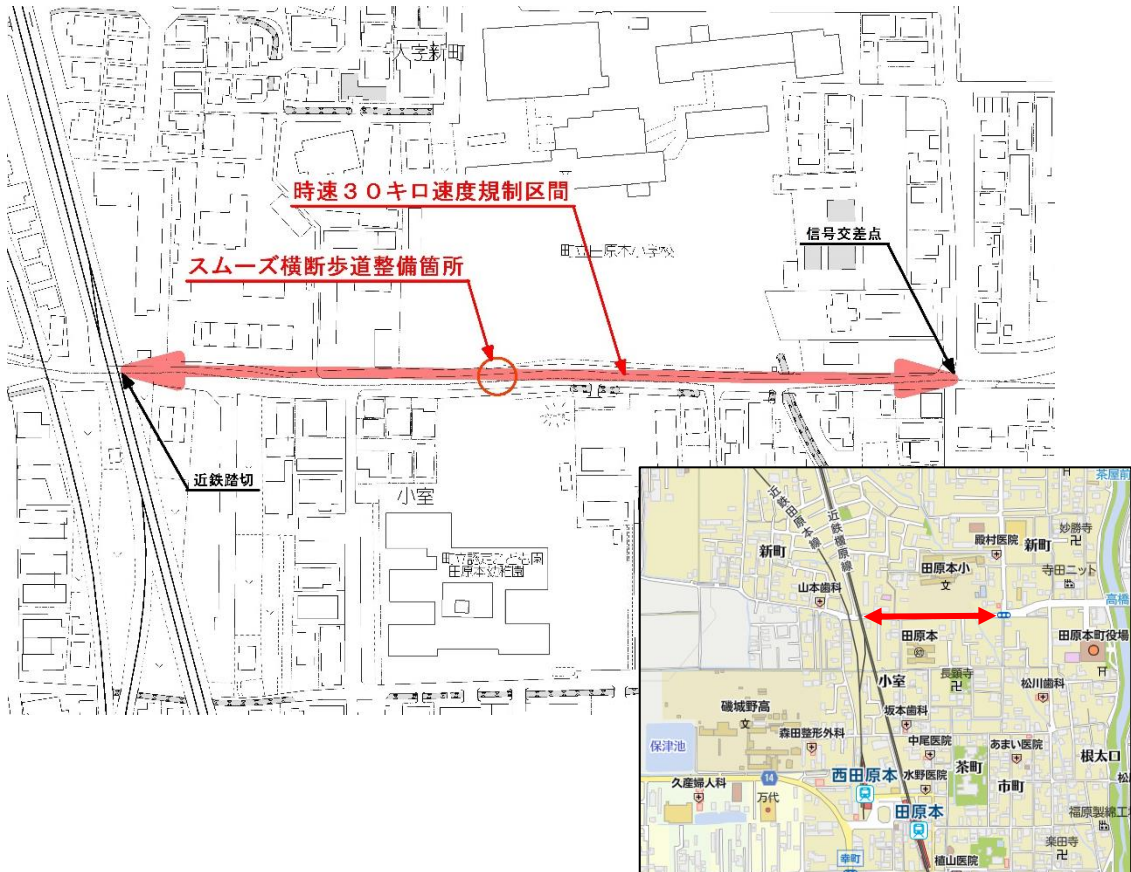 大字新町
時速３０キロ速度規制区間
町立田原本小学校
信号交差点
スムーズ横断歩道整備箇所
近鉄踏切
小室
町立認定こども園
田原本幼稚園
茶屋前
近鉄田原本線
近鉄橿原線
妙勝寺
殿村医院
新町
新町
田原本小
寺田ニット
山本歯科
高橋
田原本
田原本町役場
小室
長顕寺
松川歯科
磯城野高
坂本歯科
森田整形外科
中尾医院
あまい医院
保津池
茶町
根太口
西田原本
水野医院
市町
久産婦人科
14
万代
田原本
福原製綿工
楽田寺
幸町
植山医院